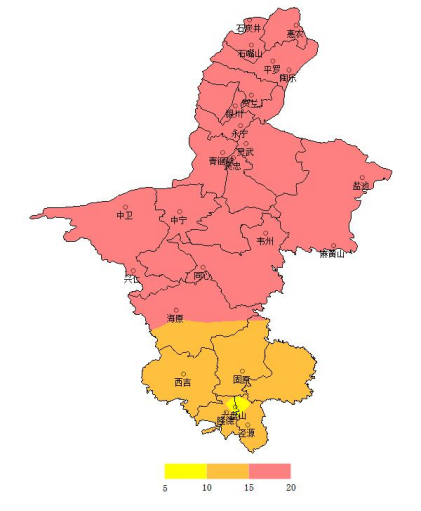 石炭井
惠农
石嘴山
平罗
陶乐
贺兰
银川
永宁
灵武
青铜峡
吴忠
盐池
中卫
中宁
韦州
麻黄山
兴仁
同心
海原
西吉
固原
六盘山
隆德
泾源
5 10 15 20